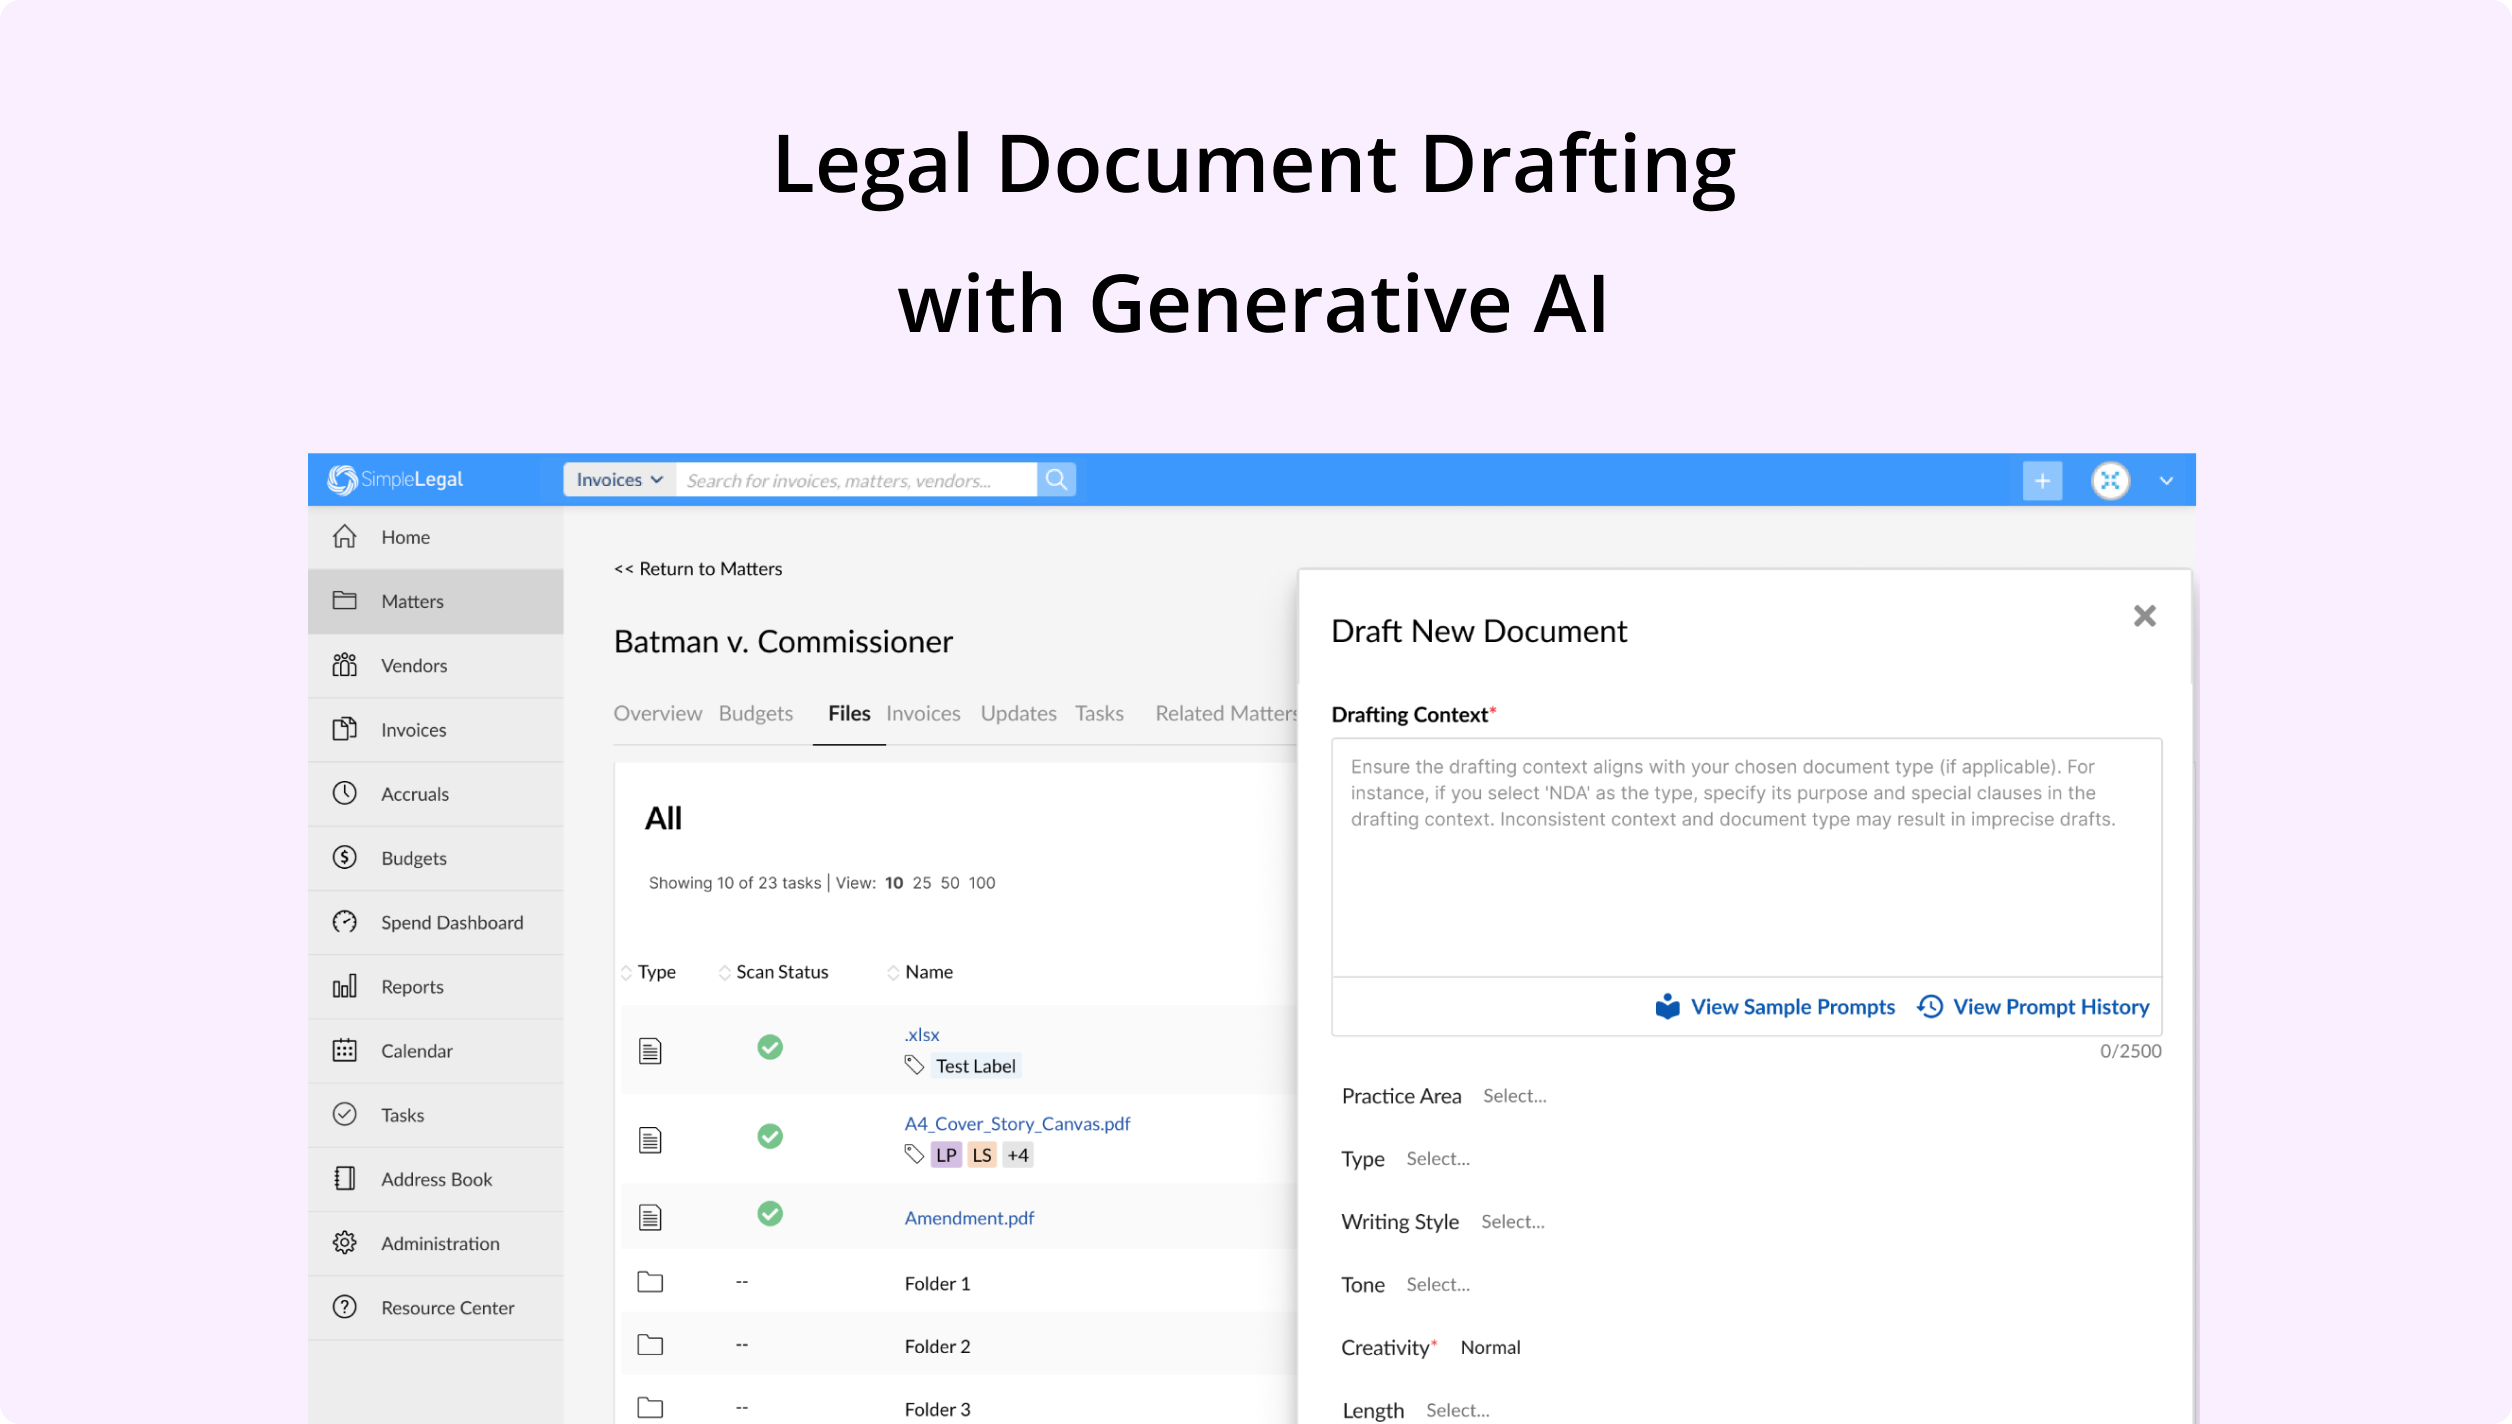 Legal Document Drafting
with Generative AI
SimpleLegal
Invoices
Search for invoices, matters, vendors...
+
Home
Matters
Vendors
Invoices
Accruals
Budgets
Spend Dashboard
Reports
Calendar
Tasks
Address Book
Administration
Resource Center
<< Return to Matters
Batman v. Commissioner
Overview Budgets Files Invoices Updates Tasks Related Matters
All
Showing 10 of 23 tasks | View: 10 25 50 100
Type Scan Status Name
.xlsx
Test Label
A4_Cover_Story_Canvas.pdf
LP LS +4
Amendment.pdf
-- Folder 1
-- Folder 2
-- Folder 3
Draft New Document
Drafting Context*
Ensure the drafting context aligns with your chosen document type (if applicable). For
instance, if you select 'NDA' as the type, specify its purpose and special clauses in the
drafting context. Inconsistent context and document type may result in imprecise drafts.
View Sample Prompts View Prompt History
0/2500
Practice Area Select...
Type Select...
Writing Style Select...
Tone Select...
Creativity* Normal
Length Select...